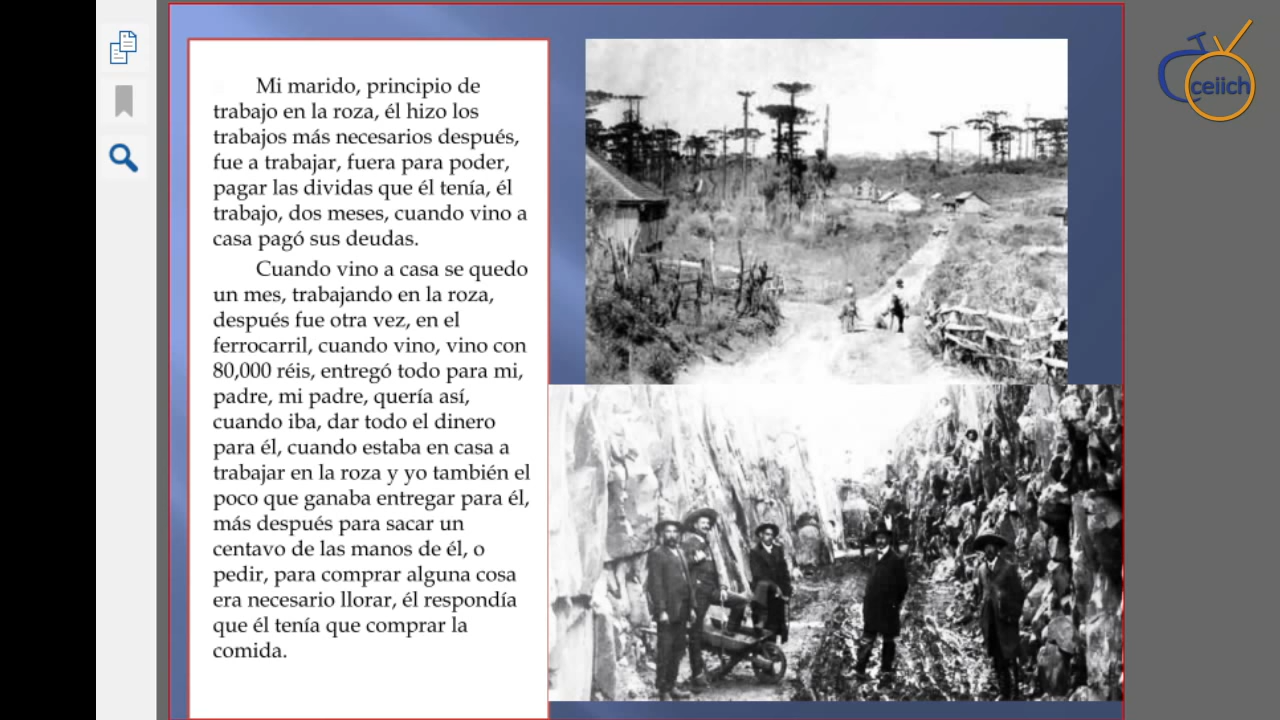 Mi marido, principio de
trabajo en la roza, él hizo los
trabajos más necesarios después,
fue a trabajar, fuera para poder,
pagar las dividas que él tenía, él
trabajo, dos meses, cuando vino a
casa pagó sus deudas.
Cuando vino a casa se quedo
un mes, trabajando en la roza,
después fue otra vez, en el
ferrocarril, cuando vino, vino con
80,000 réis, entregó todo para mi,
padre, mi padre, quería así,
cuando iba, dar todo el dinero
para él, cuando estaba en casa a
trabajar en la roza y yo también el
poco que ganaba entregar para él,
más después para sacar un
centavo de las manos de él, o
pedir, para comprar alguna cosa
era necesario llorar, él respondía
que él tenía que comprar la
comida.
TV
ceiich